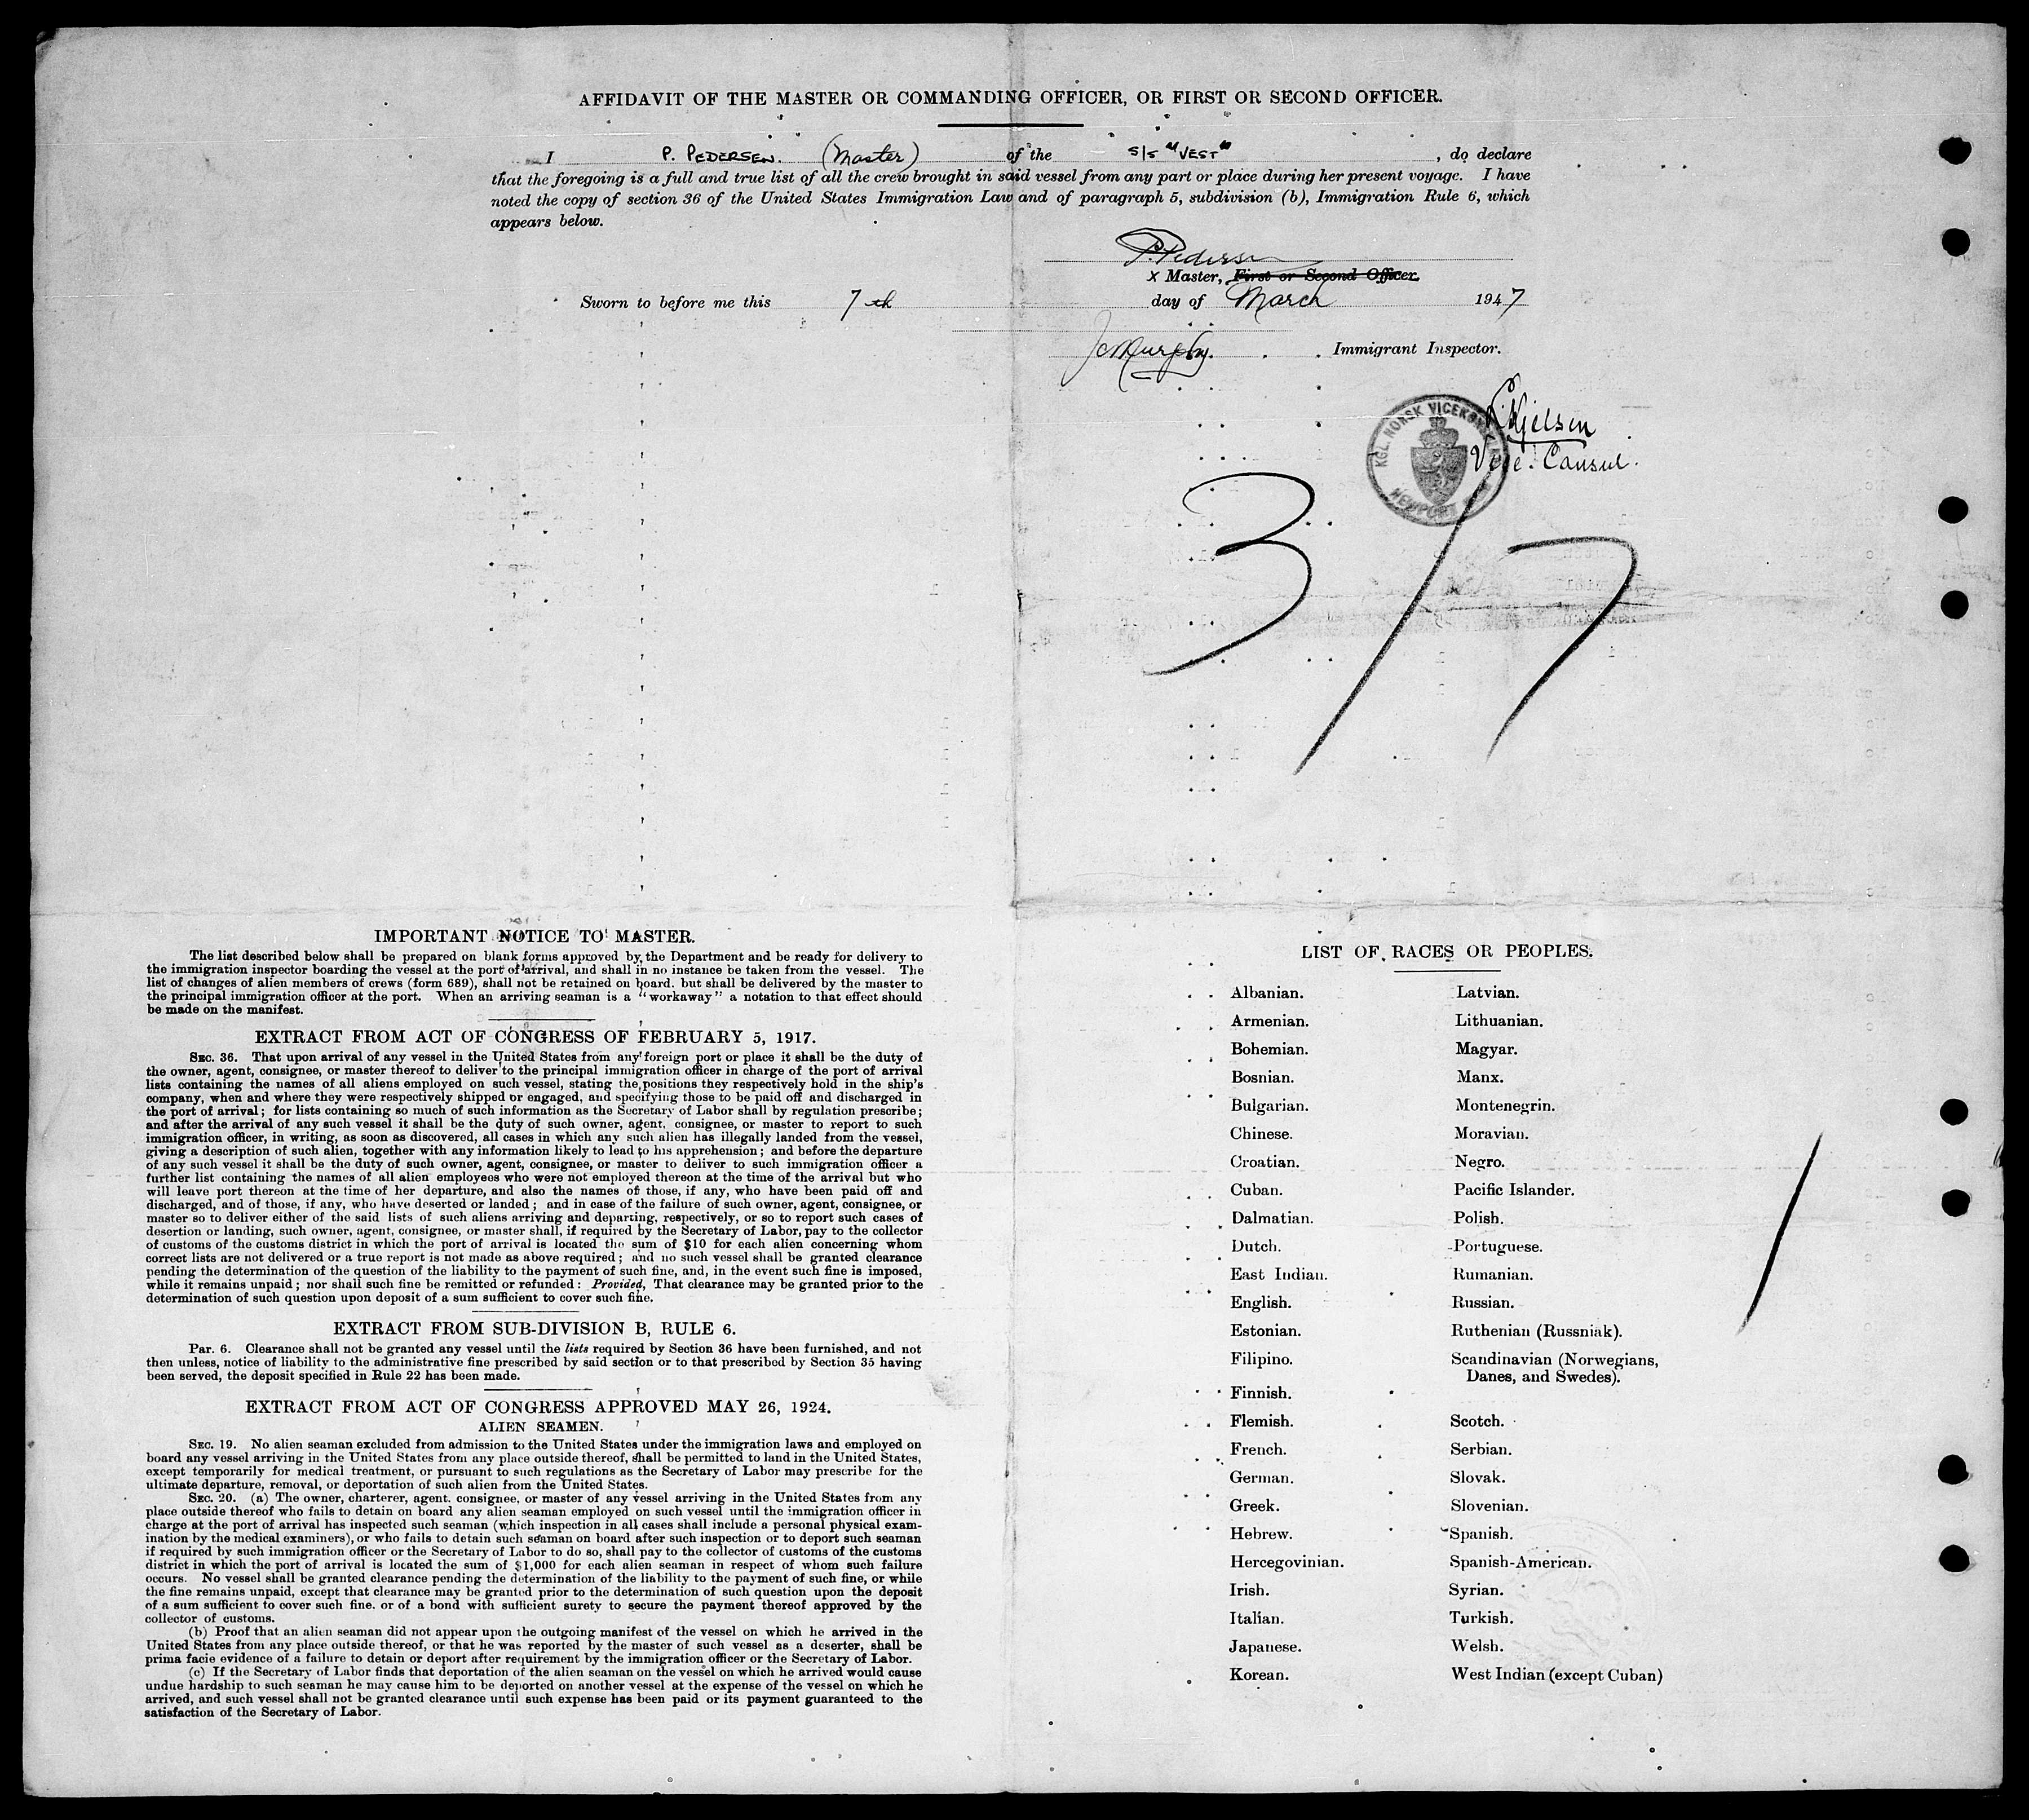 AFFIDAVIT OF THE MASTER OR COMMANDING OFFICER, OR FIRST OR SECOND OFFICER.
I P. PEDERSEN. (Master) of the S/S "VEST", do declare
that the foregoing is a full and true list of all the crew brought in said vessel from any part or place during her present voyage. I have
noted the copy of section 36 of the United States Immigration Law and of paragraph 5, subdivision (b), Immigration Rule 6, which
appears below.
P. Pedersen
x Master, First or Second Officer.
Sworn to before me this 7th day of March 1947
JC Murphy. Immigrant Inspector.
Vice. Consul.
KGL. NORSK VICEKONSULAT
NEWPORT
3/7
IMPORTANT NOTICE TO MASTER.
The list described below shall be prepared on blank forms approved by the Department and be ready for delivery to
the immigration inspector boarding the vessel at the port of arrival, and shall in no instance be taken from the vessel. The
list of changes of alien members of crews (form 689), shall not be retained on board. but shall be delivered by the master to
the principal immigration officer at the port. When an arriving seaman is a "workaway" a notation to that effect should
be made on the manifest.
EXTRACT FROM ACT OF CONGRESS OF FEBRUARY 5, 1917.
SEC. 36. That upon arrival of any vessel in the United States from any foreign port or place it shall be the duty of
the owner, agent, consignee, or master thereof to deliver to the principal immigration officer in charge of the port of arrival
lists containing the names of all aliens employed on such vessel, stating the positions they respectively hold in the ship's
company, when and where they were respectively shipped or engaged, and specifying those to be paid off and discharged in
the port of arrival; for lists containing so much of such information as the Secretary of Labor shall by regulation prescribe;
and after the arrival of any such vessel it shall be the duty of such owner, agent, consignee, or master to report to such
immigration officer, in writing, as soon as discovered, all cases in which any such alien has illegally landed from the vessel,
giving a description of such alien, together with any information likely to lead to his apprehension; and before the departure
of any such vessel it shall be the duty of such owner, agent, consignee, or master to deliver to such immigration officer a
further list containing the names of all alien employees who were not employed thereon at the time of the arrival but who
will leave port thereon at the time of her departure, and also the names of those, if any, who have been paid off and
discharged, and of those, if any, who have deserted or landed; and in case of the failure of such owner, agent, consignee, or
master so to deliver either of the said lists of such aliens arriving and departing, respectively, or so to report such cases of
desertion or landing, such owner, agent, consignee, or master shall, if required by the Secretary of Labor, pay to the collector
of customs of the customs district in which the port of arrival is located the sum of $10 for each alien concerning whom
correct lists are not delivered or a true report is not made as above required; and no such vessel shall be granted clearance
pending the determination of the question of the liability to the payment of such fine, and, in the event such fine is imposed,
while it remains unpaid; nor shall such fine be remitted or refunded: Provided, That clearance may be granted prior to the
determination of such question upon deposit of a sum sufficient to cover such fine.
EXTRACT FROM SUB-DIVISION B, RULE 6.
Par. 6. Clearance shall not be granted any vessel until the lists required by Section 36 have been furnished, and not
then unless, notice of liability to the administrative fine prescribed by said section or to that prescribed by Section 35 having
been served, the deposit specified in Rule 22 has been made.
EXTRACT FROM ACT OF CONGRESS APPROVED MAY 26, 1924.
ALIEN SEAMEN.
SEC. 19. No alien seaman excluded from admission to the United States under the immigration laws and employed on
board any vessel arriving in the United States from any place outside thereof, shall be permitted to land in the United States,
except temporarily for medical treatment, or pursuant to such regulations as the Secretary of Labor may prescribe for the
ultimate departure, removal, or deportation of such alien from the United States.
SEC. 20. (a) The owner, charterer, agent. consignee, or master of any vessel arriving in the United States from any
place outside thereof who fails to detain on board any alien seaman employed on such vessel until the immigration officer in
charge at the port of arrival has inspected such seaman (which inspection in all cases shall include a personal physical exam-
ination by the medical examiners), or who fails to detain such seaman on board after such inspection or to deport such seaman
if required by such immigration officer or the Secretary of Labor to do so, shall pay to the collector of customs of the customs
district in which the port of arrival is located the sum of $1,000 for each alien seaman in respect of whom such failure
occurs. No vessel shall be granted clearance pending the determination of the liability to the payment of such fine, or while
the fine remains unpaid, except that clearance may be granted prior to the determination of such question upon the deposit
of a sum sufficient to cover such fine. or of a bond with sufficient surety to secure the payment thereof approved by the
collector of customs.
(b) Proof that an alien seaman did not appear upon the outgoing manifest of the vessel on which he arrived in the
United States from any place outside thereof, or that he was reported by the master of such vessel as a deserter, shall be
prima facie evidence of a failure to detain or deport after requirement by the immigration officer or the Secretary of Labor.
(c) If the Secretary of Labor finds that deportation of the alien seaman on the vessel on which he arrived would cause
undue hardship to such seaman he may cause him to be deported on another vessel at the expense of the vessel on which he
arrived, and such vessel shall not be granted clearance until such expense has been paid or its payment guaranteed to the
satisfaction of the Secretary of Labor.
LIST OF RACES OR PEOPLES.
Albanian. Latvian.
Armenian. Lithuanian.
Bohemian. Magyar.
Bosnian. Manx.
Bulgarian. Montenegrin.
Chinese. Moravian.
Croatian. Negro.
Cuban. Pacific Islander.
Dalmatian. Polish.
Dutch. Portuguese.
East Indian. Rumanian.
English. Russian.
Estonian. Ruthenian (Russniak).
Filipino. Scandinavian (Norwegians,
Danes, and Swedes).
Finnish.
Flemish. Scotch.
French. Serbian.
German. Slovak.
Greek. Slovenian.
Hebrew. Spanish.
Hercegovinian. Spanish-American.
Irish. Syrian.
Italian. Turkish.
Japanese. Welsh.
Korean. West Indian (except Cuban)